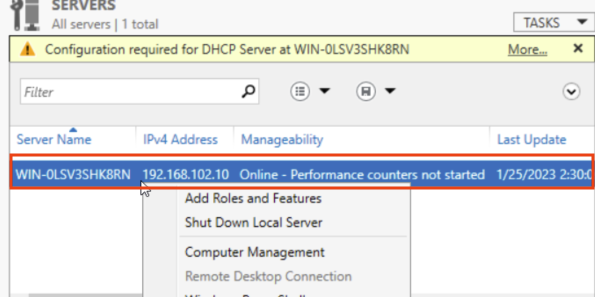 SERVERS
All servers | 1 total
TASKS
Configuration required for DHCP Server at WIN-0LSV3SHK8RN More...
Filter
Server Name IPv4 Address Manageability Last Update
WIN-0LSV3SHK8RN 192.168.102.10 Online - Performance counters not started 1/25/2023 2:30:0
Add Roles and Features
Shut Down Local Server
Computer Management
Remote Desktop Connection